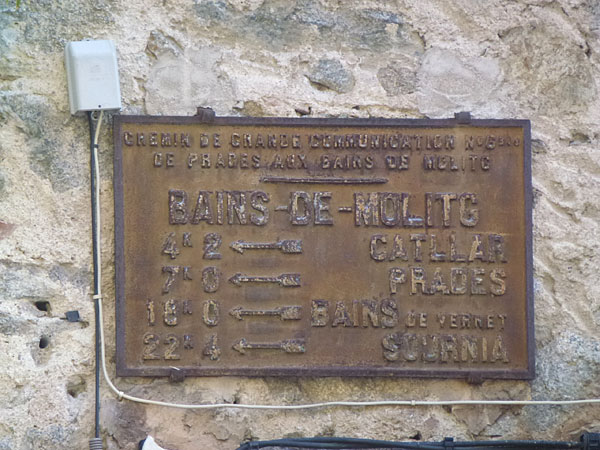 CHEMIN DE GRANDE COMMUNICATION
DE PRADES AUX BAINS DE MOLITG
BAINS-DE-MOLITG
4K 2 CATLLAR
7K 0 PRADES
18K 0 BAINS DE VERNET
22K 4 SOURNIA